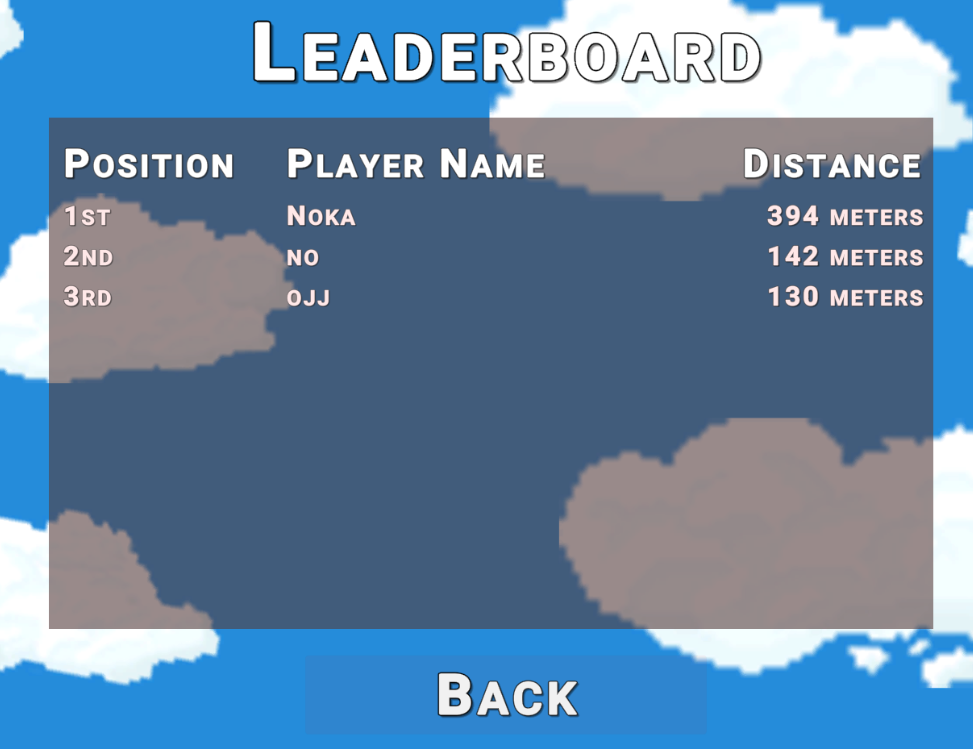 Leaderboard
Position Player Name Distance
1st Noka 394 meters
2nd no 142 meters
3rd ojj 130 meters
Back